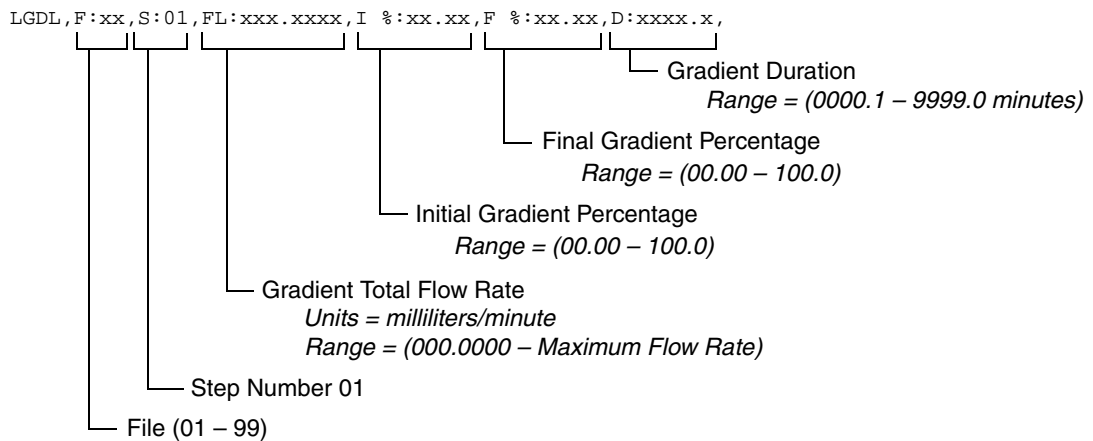 LGDL,F:xx,S:01,FL:xxx.xxxx,I %:xx.xx,F %:xx.xx,D:xxxx.x,
Gradient Duration
Range = (0000.1 – 9999.0 minutes)
Final Gradient Percentage
Range = (00.00 – 100.0)
Initial Gradient Percentage
Range = (00.00 – 100.0)
Gradient Total Flow Rate
Units = milliliters/minute
Range = (000.0000 – Maximum Flow Rate)
Step Number 01
File (01 – 99)